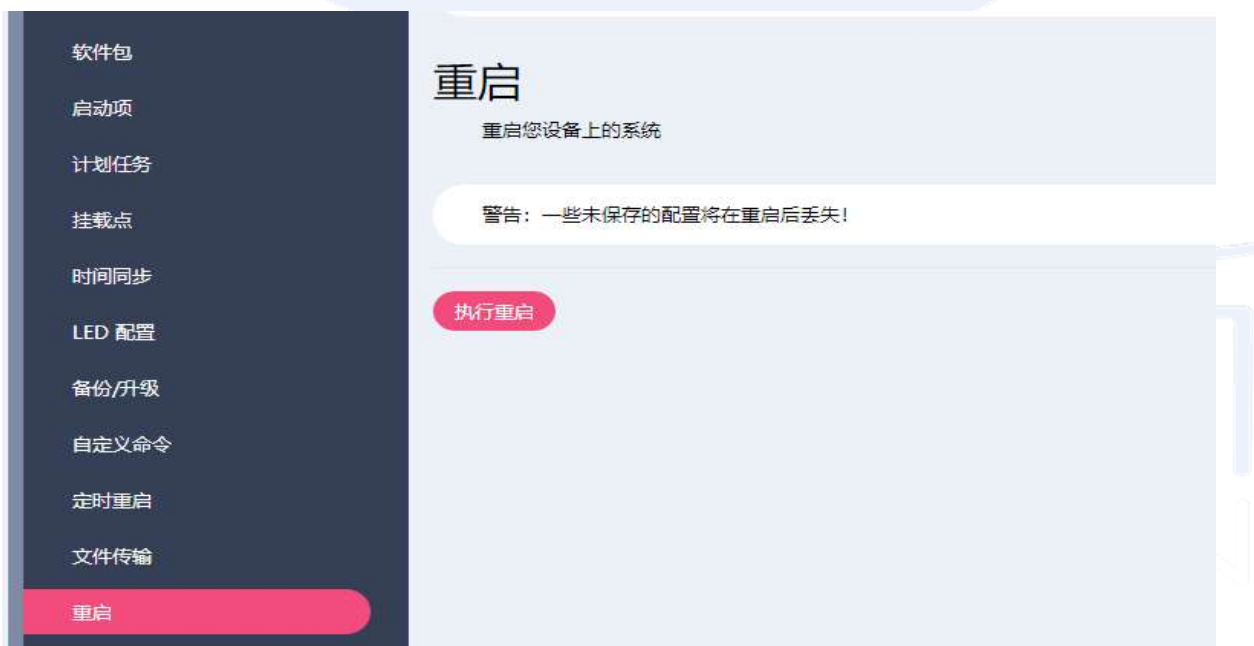 软件包
启动项
计划任务
挂载点
时间同步
LED 配置
备份/升级
自定义命令
定时重启
文件传输
重启
重启
重启您设备上的系统
警告：一些未保存的配置将在重启后丢失！
执行重启